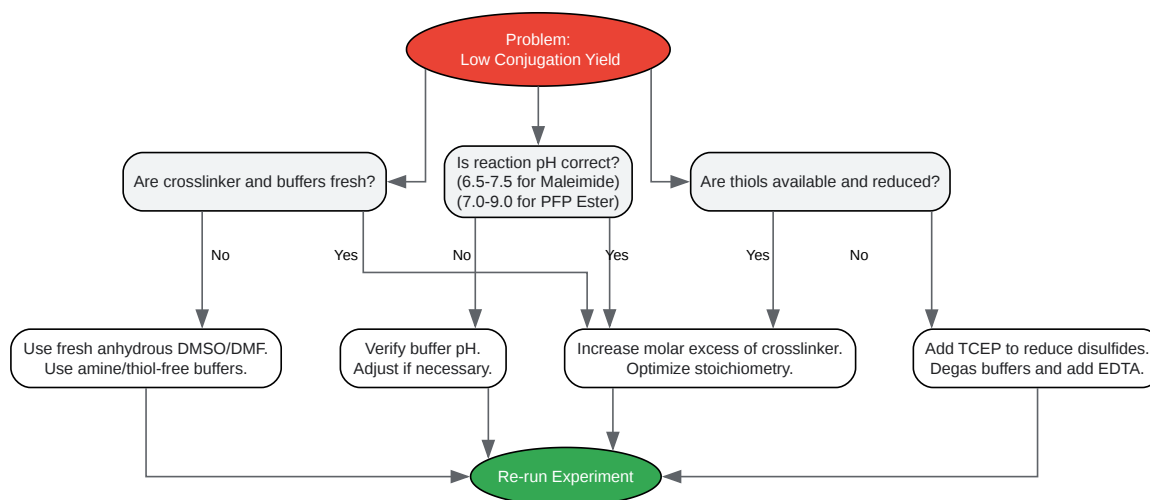 Problem:
Low Conjugation Yield
Are crosslinker and buffers fresh?
Is reaction pH correct?
(6.5-7.5 for Maleimide)
(7.0-9.0 for PFP Ester)
Are thiols available and reduced?
No
Yes
No
Yes
Yes
No
Use fresh anhydrous DMSO/DMF.
Use amine/thiol-free buffers.
Verify buffer pH.
Adjust if necessary.
Increase molar excess of crosslinker.
Optimize stoichiometry.
Add TCEP to reduce disulfides.
Degas buffers and add EDTA.
Re-run Experiment